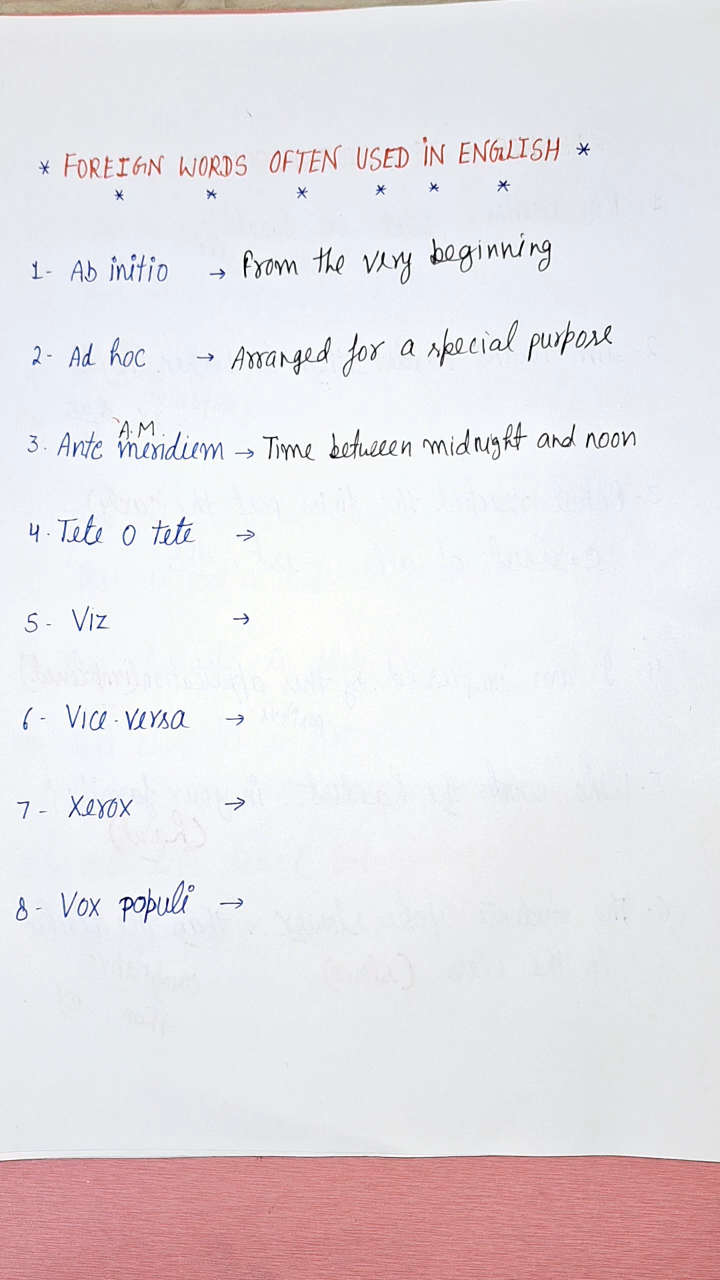 * FOREIGN WORDS OFTEN USED IN ENGLISH *
* * * * * *
1- Ab initio → From the very beginning
2- Ad hoc → Arranged for a special purpose
A.M
3. Ante meridiem → Time between midnight and noon
4. Tete o tete →
5- Viz →
6- Vice-versa →
7- Xerox →
8- Vox populi →